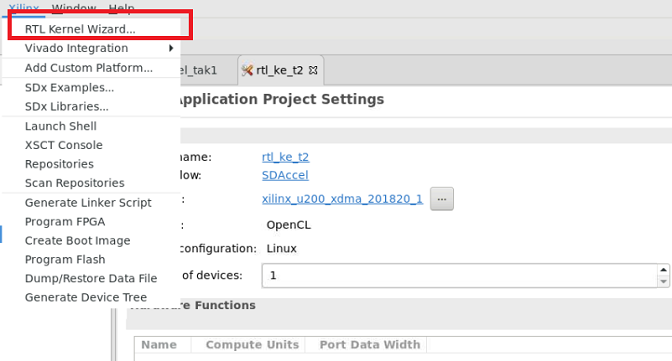 Xilinx Window Help
RTL Kernel Wizard...
Vivado Integration
Add Custom Platform...
SDx Examples...
SDx Libraries...
Launch Shell
XSCT Console
Repositories
Scan Repositories
Generate Linker Script
Program FPGA
Create Boot Image
Program Flash
Dump/Restore Data File
Generate Device Tree
el_tak1
rtl_ke_t2
Application Project Settings
name: rtl_ke_t2
low: SDAccel
: xilinx_u200_xdma_201820_1 ...
: OpenCL
configuration: Linux
of devices: 1
Hardware Functions
Name Compute Units Port Data Width